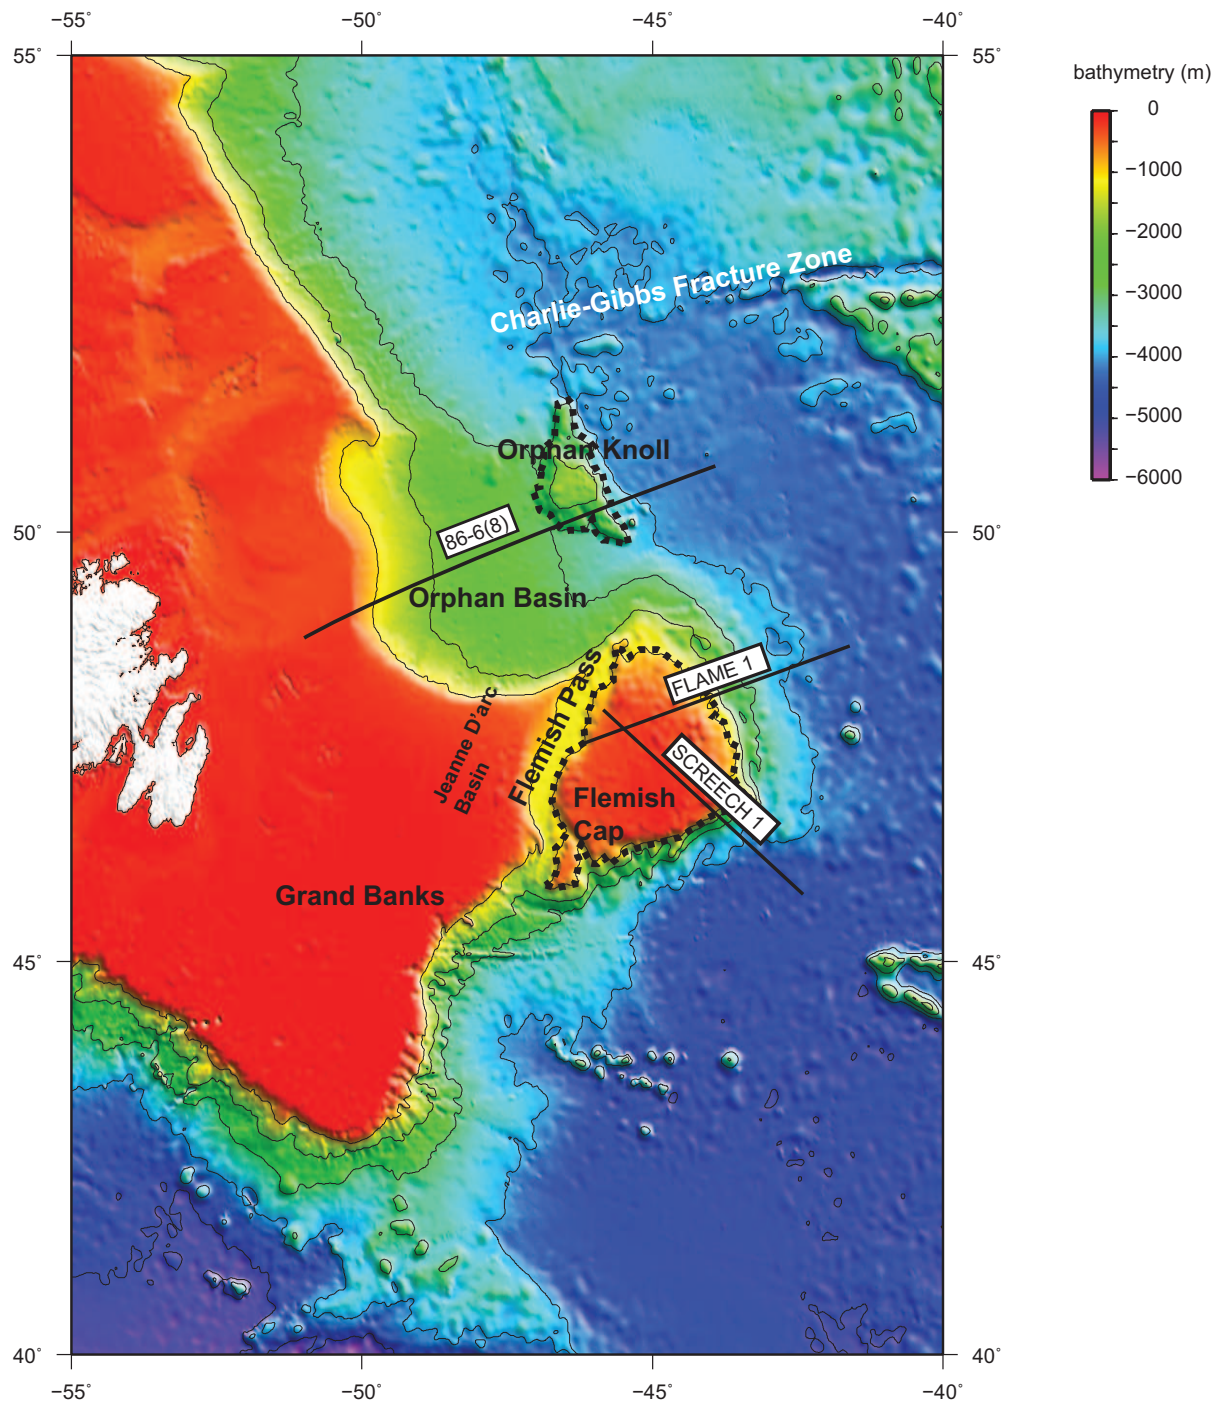 −55˚ −50˚ −45˚ −40˚
55˚ 55˚
bathymetry (m)
0
−1000
−2000
−3000
−4000
−5000
−6000
Charlie-Gibbs Fracture Zone
Orphan Knoll
50˚ 50˚
86-6(8)
Orphan Basin
FLAME 1
Flemish Pass
Jeanne D'arc
Basin
SCREECH 1
Flemish
Cap
Grand Banks
45˚ 45˚
40˚ 40˚
−55˚ −50˚ −45˚ −40˚